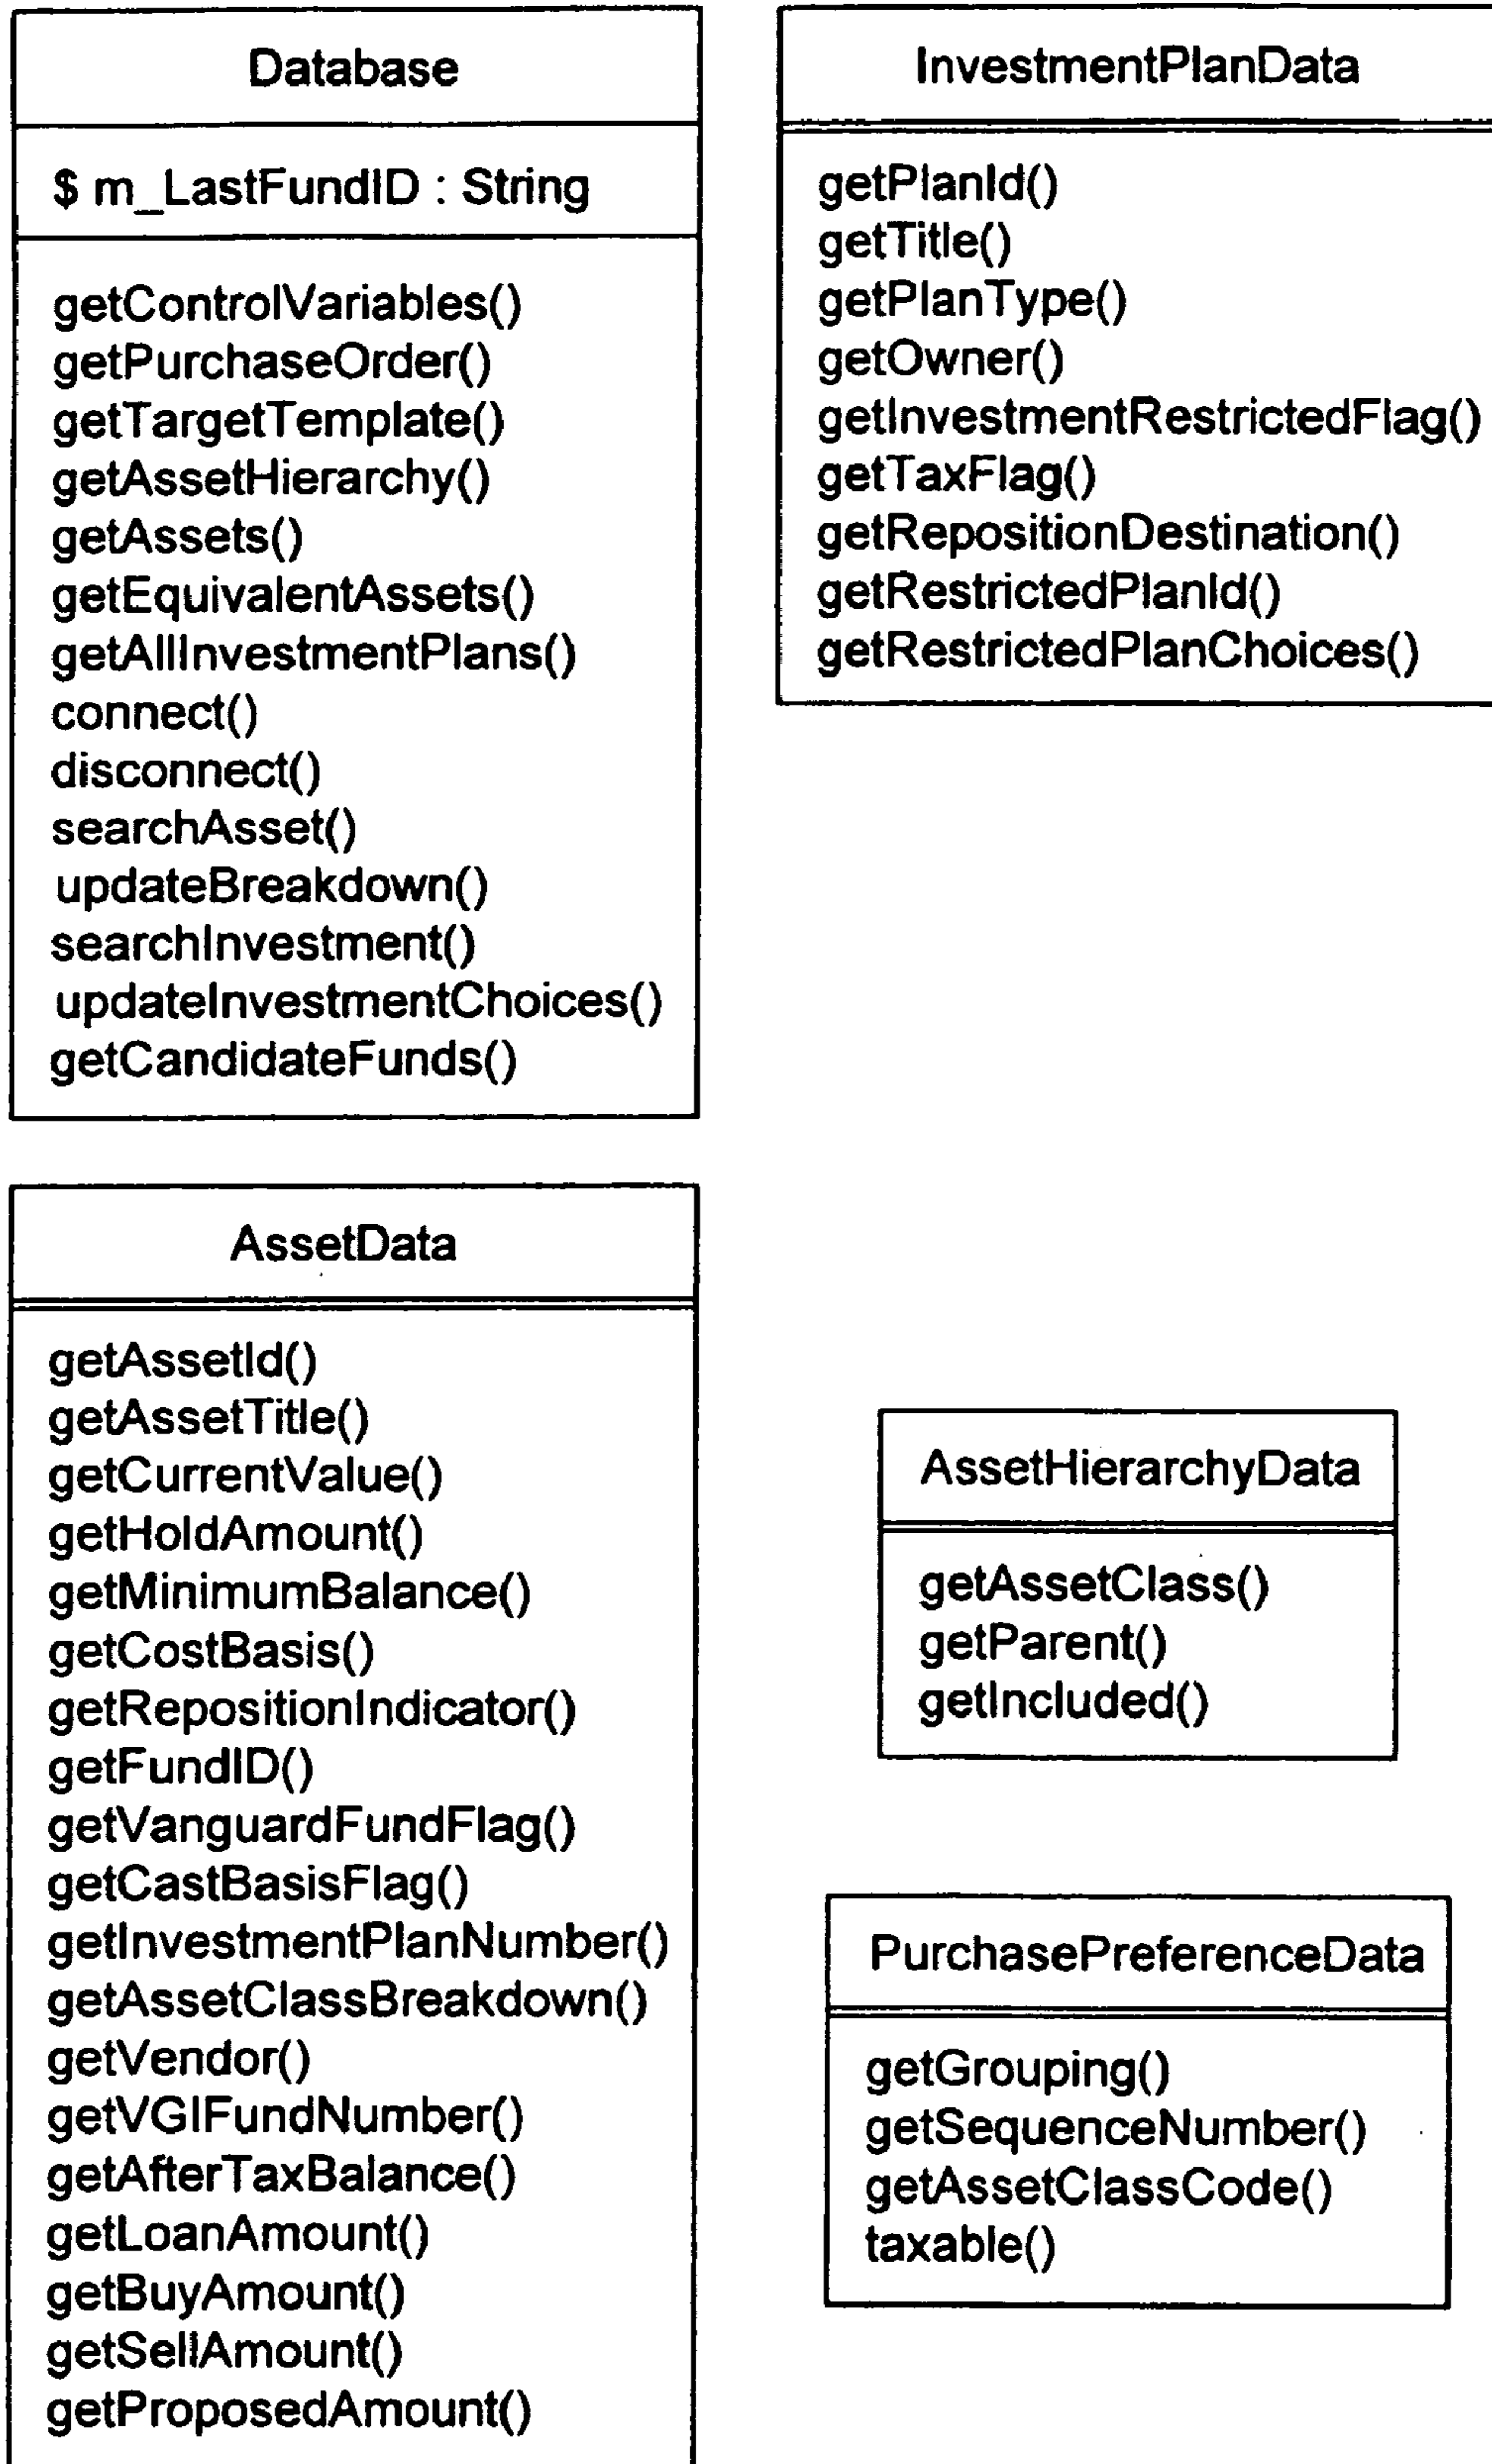 Database
$ m_LastFundID : String
getControlVariables()
getPurchaseOrder()
getTargetTemplate()
getAssetHierarchy()
getAssets()
getEquivalentAssets()
getAllInvestmentPlans()
connect()
disconnect()
searchAsset()
updateBreakdown()
searchInvestment()
updateInvestmentChoices()
getCandidateFunds()
InvestmentPlanData
getPlanId()
getTitle()
getPlanType()
getOwner()
getInvestmentRestrictedFlag()
getTaxFlag()
getRepositionDestination()
getRestrictedPlanId()
getRestrictedPlanChoices()
AssetData
getAssetId()
getAssetTitle()
getCurrentValue()
getHoldAmount()
getMinimumBalance()
getCostBasis()
getRepositionIndicator()
getFundID()
getVanguardFundFlag()
getCastBasisFlag()
getInvestmentPlanNumber()
getAssetClassBreakdown()
getVendor()
getVGIFundNumber()
getAfterTaxBalance()
getLoanAmount()
getBuyAmount()
getSellAmount()
getProposedAmount()
AssetHierarchyData
getAssetClass()
getParent()
getIncluded()
PurchasePreferenceData
getGrouping()
getSequenceNumber()
getAssetClassCode()
taxable()